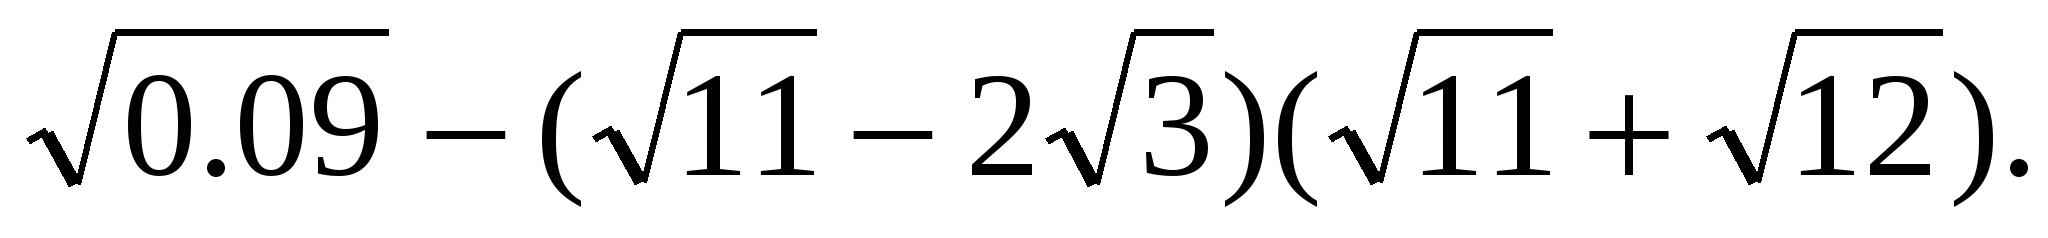 √0.09 − (√11 − 2√3)(√11 + √12).